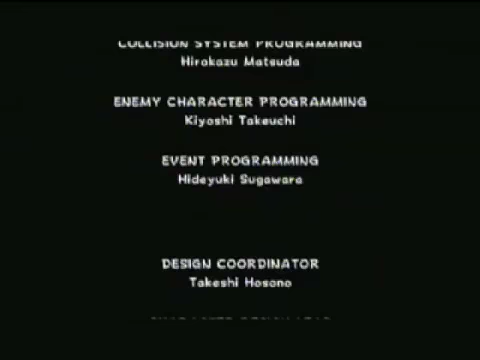 COLLISION SYSTEM PROGRAMMING
Hirokazu Matsuda
ENEMY CHARACTER PROGRAMMING
Kiyoshi Takeuchi
EVENT PROGRAMMING
Hideyuki Sugawara
DESIGN COORDINATOR
Takeshi Hosono